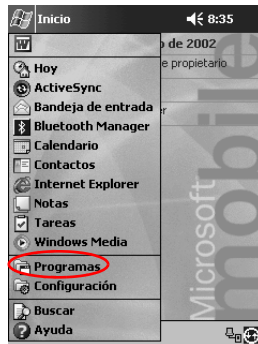 Inicio 8:35
de 2002
Hoy
e propietario
ActiveSync
Bandeja de entrada
Bluetooth Manager
Calendario
Contactos
Internet Explorer
Notas
Tareas
Windows Media
Programas
Configuración
Buscar
Ayuda
Microsoft
mobile